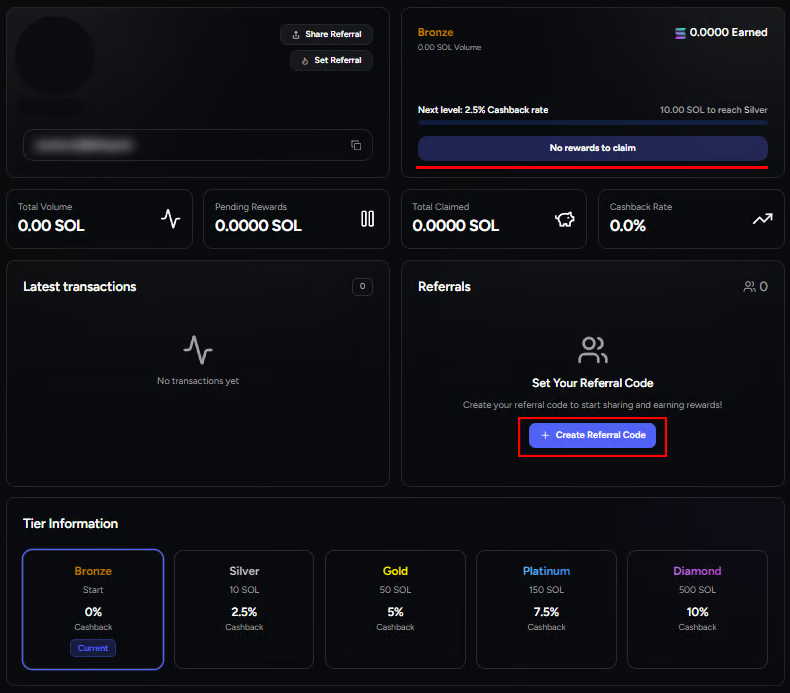 Share Referral
Set Referral
Bronze
0.00 SOL Volume
0.0000 Earned
Next level: 2.5% Cashback rate
10.00 SOL to reach Silver
No rewards to claim
Total Volume
0.00 SOL
Pending Rewards
0.0000 SOL
Total Claimed
0.0000 SOL
Cashback Rate
0.0%
Latest transactions
0
No transactions yet
Referrals
0
Set Your Referral Code
Create your referral code to start sharing and earning rewards!
+ Create Referral Code
Tier Information
Bronze
Start
0%
Cashback
Current
Silver
10 SOL
2.5%
Cashback
Gold
50 SOL
5%
Cashback
Platinum
150 SOL
7.5%
Cashback
Diamond
500 SOL
10%
Cashback